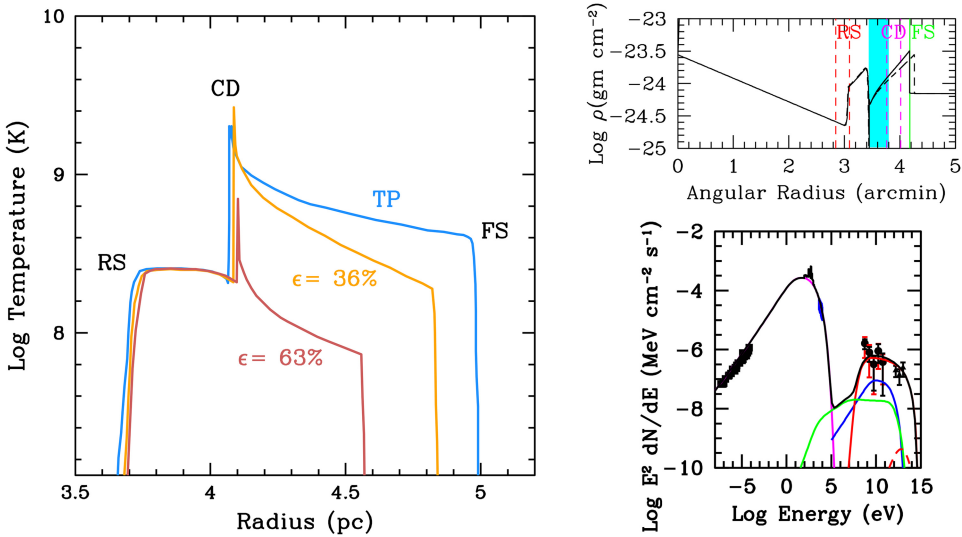 10
9
8
3.5
4
4.5
5
Log Temperature (K)
Radius (pc)
CD
TP
FS
RS
ϵ= 36%
ϵ= 63%
−23
−23.5
−24
−24.5
−25
0
1
2
3
4
5
Log ρ(gm cm⁻²)
Angular Radius (arcmin)
RS
CD
FS
−2
−4
−6
−8
−10
−5
0
5
10
15
Log E² dN/dE (MeV cm⁻² s⁻¹)
Log Energy (eV)